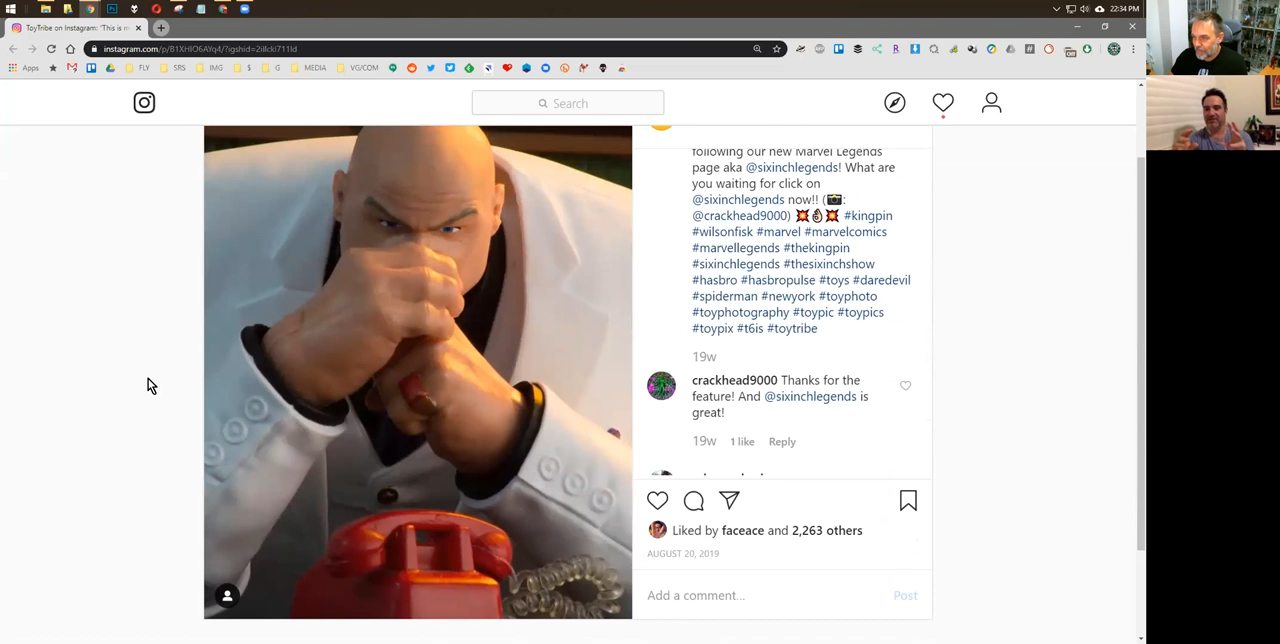 22:34 PM
ToyTribe on Instagram: "This is m
instagram.com/p/B1XHIO6AYq4/?igshid=2illcki711ld
Apps
FLY
SRS
IMG
$
G
MEDIA
VG/COM
Search
following our new Marvel Legends
page aka @sixinchlegends! What are
you waiting for click on
@sixinchlegends now!! (📷:
@crackhead9000) 💥👌💥 #kingpin
#wilsonfisk #marvel #marvelcomics
#marvellegends #thekingpin
#sixinchlegends #thesixinchshow
#hasbro #hasbropulse #toys #daredevil
#spiderman #newyork #toyphoto
#toyphotography #toypic #toypics
#toypix #t6is #toytribe
19w
crackhead9000 Thanks for the
feature! And @sixinchlegends is
great!
19w 1 like Reply
Liked by faceace and 2,263 others
AUGUST 20, 2019
Add a comment... Post